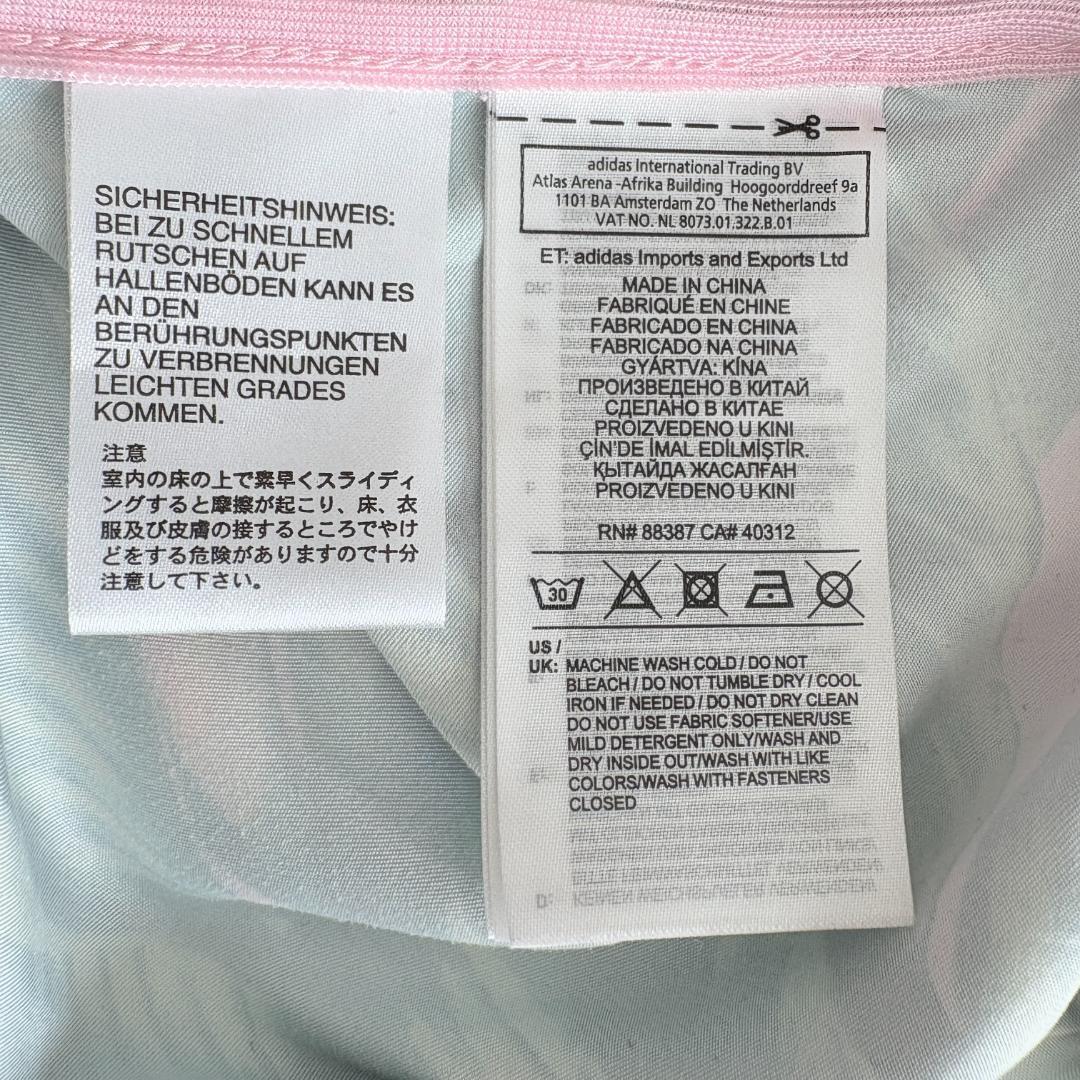 SICHERHEITSHINWEIS:
BEI ZU SCHNELLEM
RUTSCHEN AUF
HALLENBÖDEN KANN ES
AN DEN
BERÜHRUNGSPUNKTEN
ZU VERBRENNUNGEN
LEICHTEN GRADES
KOMMEN.
注意
室内の床の上で素早くスライディ
ングすると摩擦が起こり、床、衣
服及び皮膚の接するところでやけ
どをする危険がありますので十分
注意して下さい。
adidas International Trading BV
Atlas Arena -Afrika Building Hoogoorddreef 9a
1101 BA Amsterdam ZO The Netherlands
VAT NO. NL 8073.01.322.B.01
ET: adidas Imports and Exports Ltd
MADE IN CHINA
FABRIQUÉ EN CHINE
FABRICADO EN CHINA
FABRICADO NA CHINA
GYÁRTVA: KÍNA
ПРОИЗВЕДЕНО В КИТАЙ
СДЕЛАНО В КИТАЕ
PROIZVEDENO U KINI
ÇİN'DE İMAL EDİLMİŞTİR.
ҚЫТАЙДА ЖАСАЛҒАН
PROIZVEDENO U KINI
RN# 88387 CA# 40312
30
US /
UK: MACHINE WASH COLD / DO NOT
BLEACH / DO NOT TUMBLE DRY / COOL
IRON IF NEEDED / DO NOT DRY CLEAN
DO NOT USE FABRIC SOFTENER/USE
MILD DETERGENT ONLY/WASH AND
DRY INSIDE OUT/WASH WITH LIKE
COLORS/WASH WITH FASTENERS
CLOSED